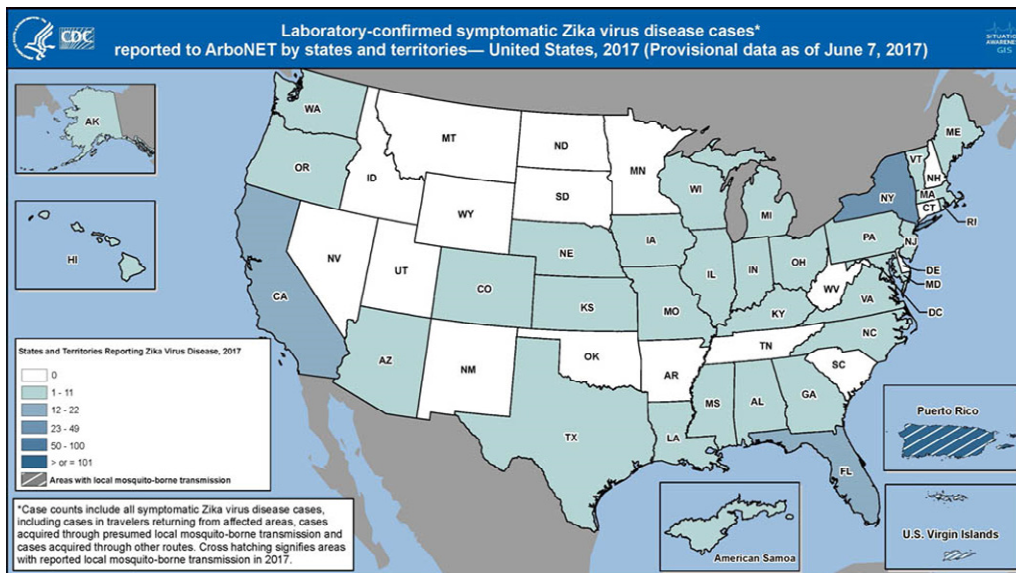 Laboratory-confirmed symptomatic Zika virus disease cases*
reported to ArboNET by states and territories— United States, 2017 (Provisional data as of June 7, 2017)
CDC
SITUATION
AWARENESS
GIS
AK
HI
WA
OR
CA
ID
NV
MT
WY
UT
AZ
CO
NM
ND
SD
NE
KS
OK
TX
MN
IA
MO
AR
LA
WI
IL
MI
IN
OH
KY
TN
MS
AL
GA
FL
SC
NC
VA
WV
PA
NY
VT
NH
ME
MA
CT
RI
NJ
DE
MD
DC
States and Territories Reporting Zika Virus Disease, 2017
0
1 - 11
12 - 22
23 - 49
50 - 100
> or = 101
Areas with local mosquito-borne transmission
*Case counts include all symptomatic Zika virus disease cases,
including cases in travelers returning from affected areas, cases
acquired through presumed local mosquito-borne transmission and
cases acquired through other routes. Cross hatching signifies areas
with reported local mosquito-borne transmission in 2017.
American Samoa
Puerto Rico
U.S. Virgin Islands